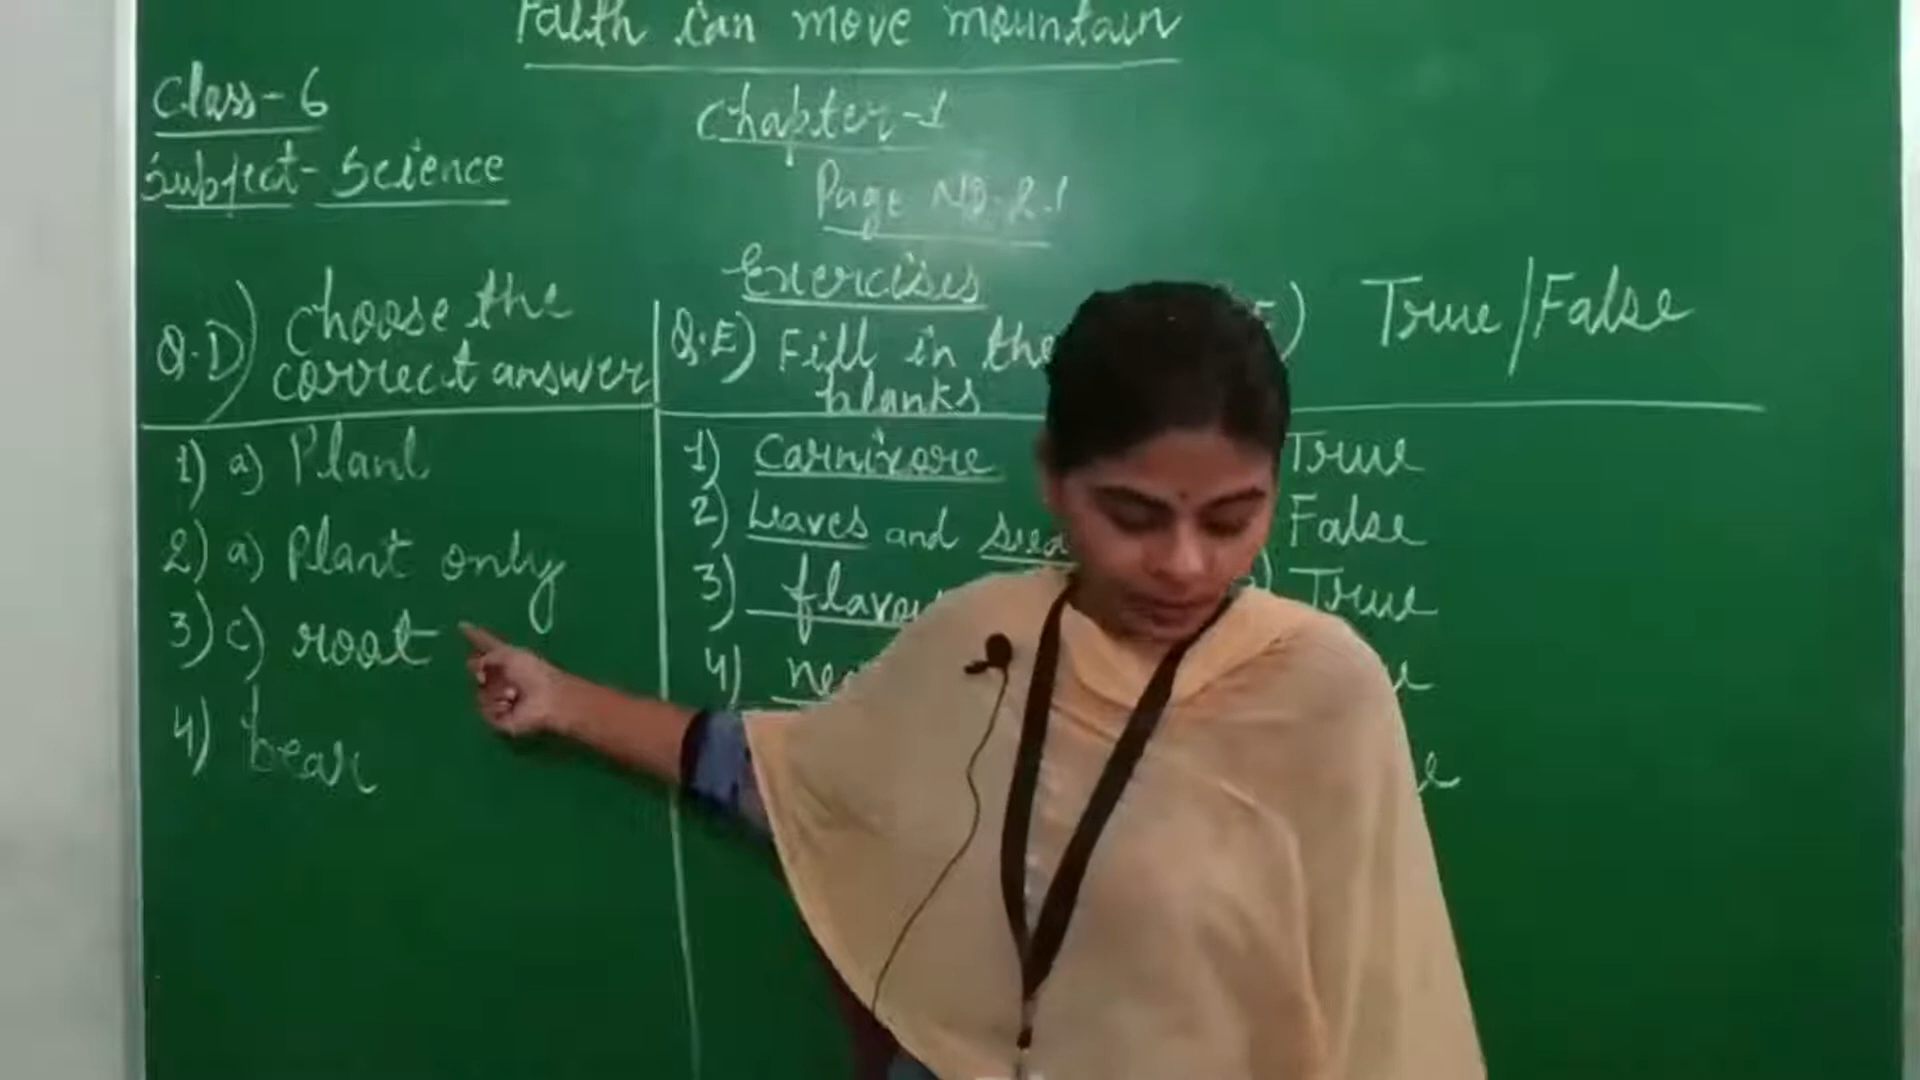 Faith can move mountain
Class-6
Subject-Science
Chapter-1
Page No.
Exercises
Q.D) Choose the
correct answer
1) a) Plant
2) a) Plant only
3) c) root
4) bear
Q.E) Fill in the
blanks
1) Carnivore
2) Leaves and
3)
4)
True/False
True
False
True